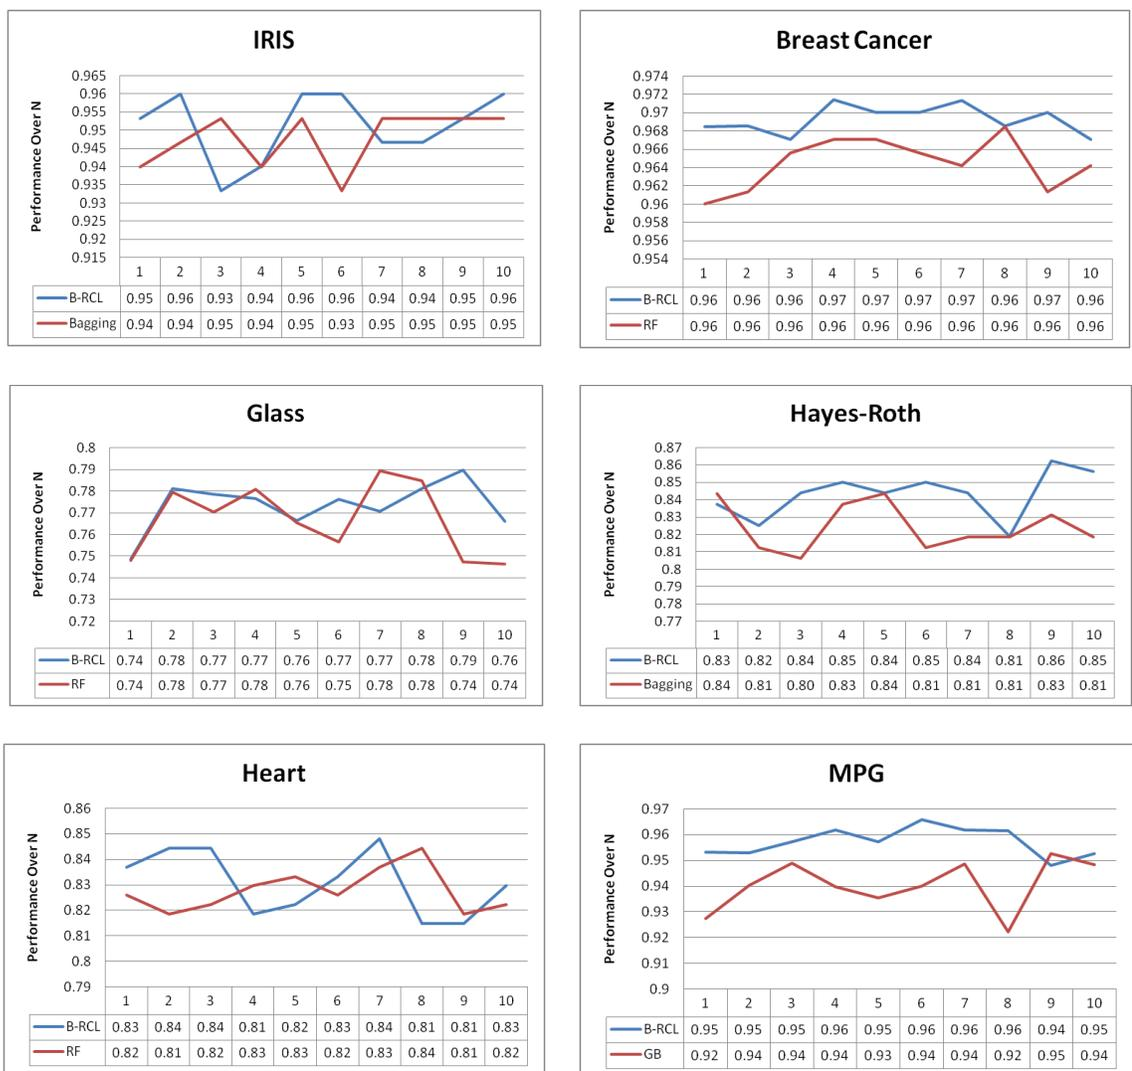 IRIS
Performance Over N
0.965
0.96
0.955
0.95
0.945
0.94
0.935
0.93
0.925
0.92
0.915
1 2 3 4 5 6 7 8 9 10
B-RCL 0.95 0.96 0.93 0.94 0.96 0.96 0.94 0.94 0.95 0.96
Bagging 0.94 0.94 0.95 0.94 0.95 0.93 0.95 0.95 0.95 0.95
Breast Cancer
Performance Over N
0.974
0.972
0.97
0.968
0.966
0.964
0.962
0.96
0.958
0.956
0.954
1 2 3 4 5 6 7 8 9 10
B-RCL 0.96 0.96 0.96 0.97 0.97 0.97 0.97 0.96 0.97 0.96
RF 0.96 0.96 0.96 0.96 0.96 0.96 0.96 0.96 0.96 0.96
Glass
Performance Over N
0.8
0.79
0.78
0.77
0.76
0.75
0.74
0.73
0.72
1 2 3 4 5 6 7 8 9 10
B-RCL 0.74 0.78 0.77 0.77 0.76 0.77 0.77 0.78 0.79 0.76
RF 0.74 0.78 0.77 0.78 0.76 0.75 0.78 0.78 0.74 0.74
Hayes-Roth
Performance Over N
0.87
0.86
0.85
0.84
0.83
0.82
0.81
0.8
0.79
0.78
0.77
1 2 3 4 5 6 7 8 9 10
B-RCL 0.83 0.82 0.84 0.85 0.84 0.85 0.84 0.81 0.86 0.85
Bagging 0.84 0.81 0.80 0.83 0.84 0.81 0.81 0.81 0.83 0.81
Heart
Performance Over N
0.86
0.85
0.84
0.83
0.82
0.81
0.8
0.79
1 2 3 4 5 6 7 8 9 10
B-RCL 0.83 0.84 0.84 0.81 0.82 0.83 0.84 0.81 0.81 0.83
RF 0.82 0.81 0.82 0.83 0.83 0.82 0.83 0.84 0.81 0.82
MPG
Performance Over N
0.97
0.96
0.95
0.94
0.93
0.92
0.91
0.9
1 2 3 4 5 6 7 8 9 10
B-RCL 0.95 0.95 0.95 0.96 0.95 0.96 0.96 0.96 0.94 0.95
GB 0.92 0.94 0.94 0.94 0.93 0.94 0.94 0.92 0.95 0.94